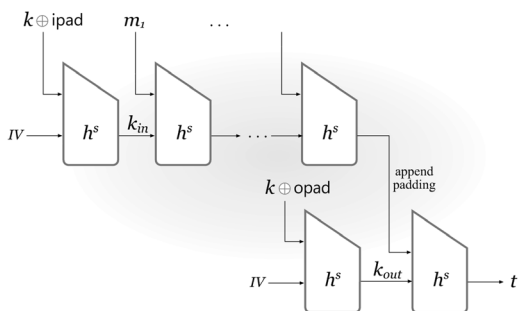 k ⊕ ipad
m₁
. . .
IV
hˢ
k_in
hˢ
. . .
hˢ
append
padding
k ⊕ opad
IV
hˢ
k_out
hˢ
t